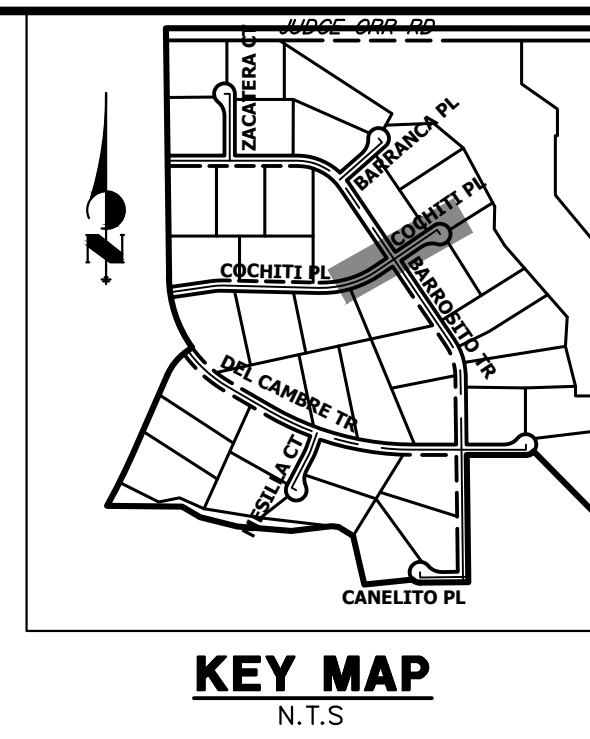 JUDGE ORR RD
ZACATERA CT
BARRANCA PL
COCHITI PL
COCHITI PL
BARROSITO TR
DEL CAMBRE TR
MESILLA CT
CANELITO PL
N
KEY MAP
N.T.S